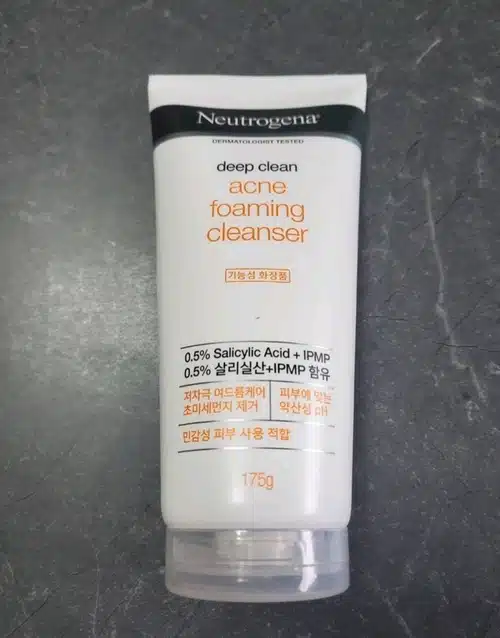 Neutrogena®
DERMATOLOGIST TESTED
deep clean
acne
foaming
cleanser
기능성 화장품
0.5% Salicylic Acid + IPMP
0.5% 살리실산+IPMP 함유
저자극 여드름케어
초미세먼지 제거
피부에 맞는
약산성 pH
민감성 피부 사용 적합
175g